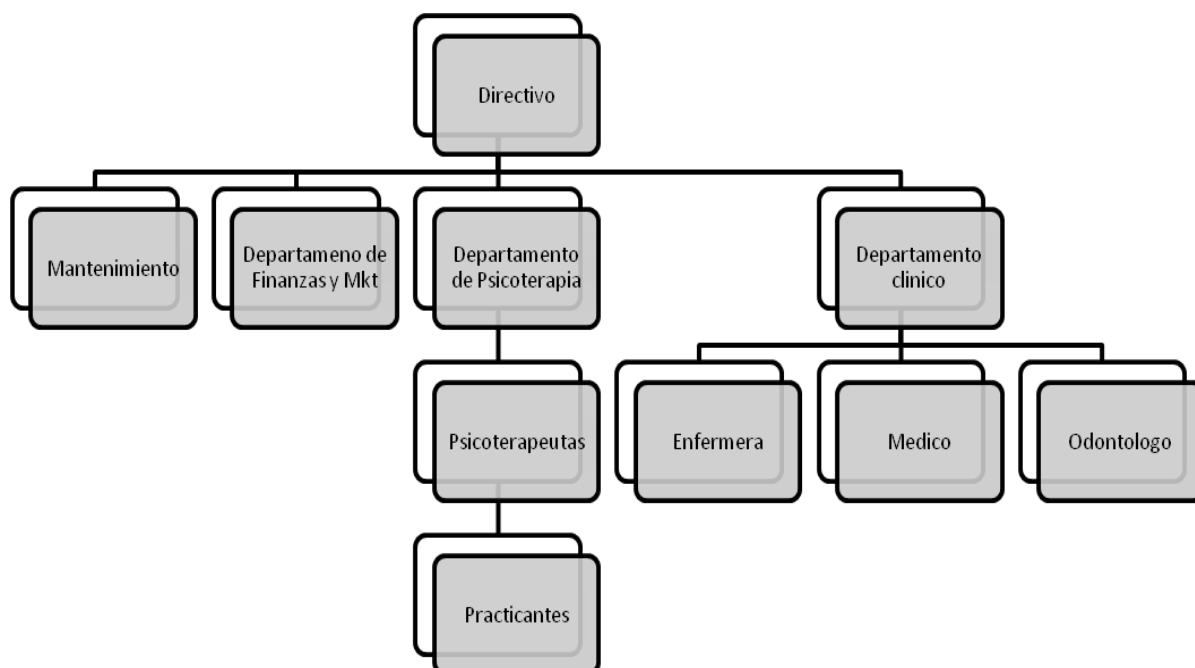 Directivo
Mantenimiento
Departameno de
Finanzas y Mkt
Departamento
de Psicoterapia
Departamento
clinico
Psicoterapeutas
Enfermera
Medico
Odontologo
Practicantes